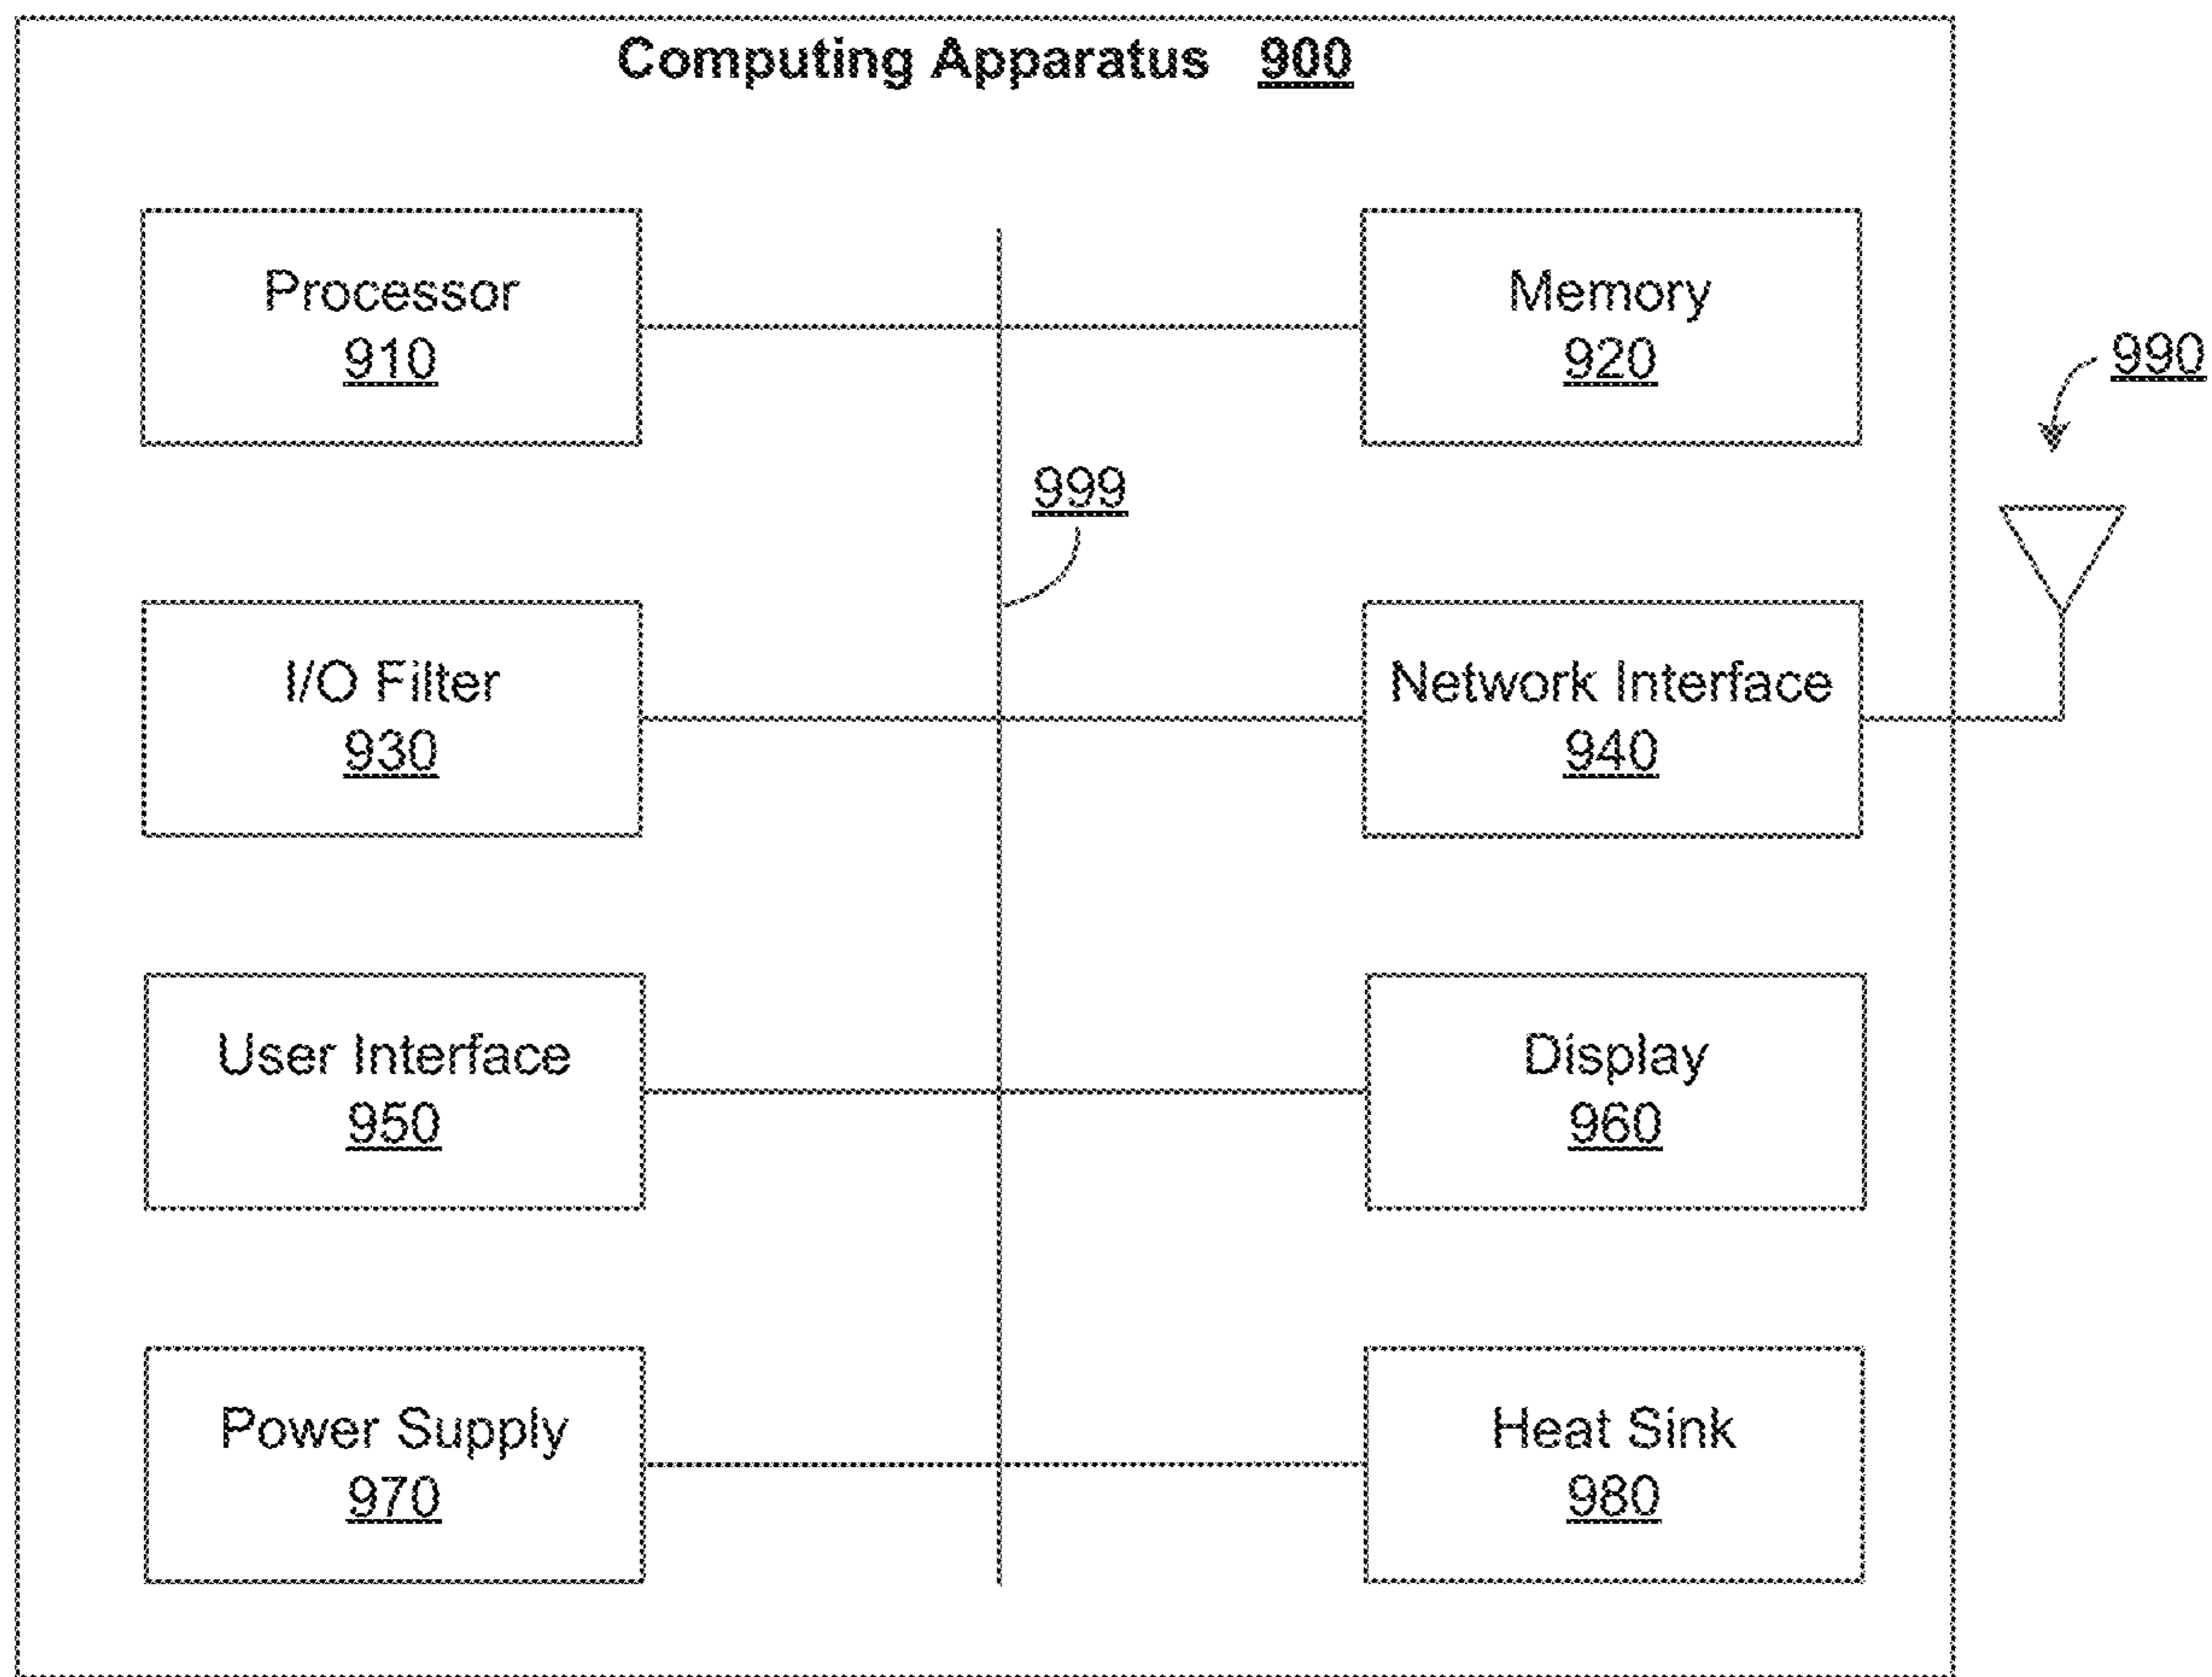 Computing Apparatus 900
Processor
910
Memory
920
990
999
I/O Filter
930
Network Interface
940
User Interface
950
Display
960
Power Supply
970
Heat Sink
980